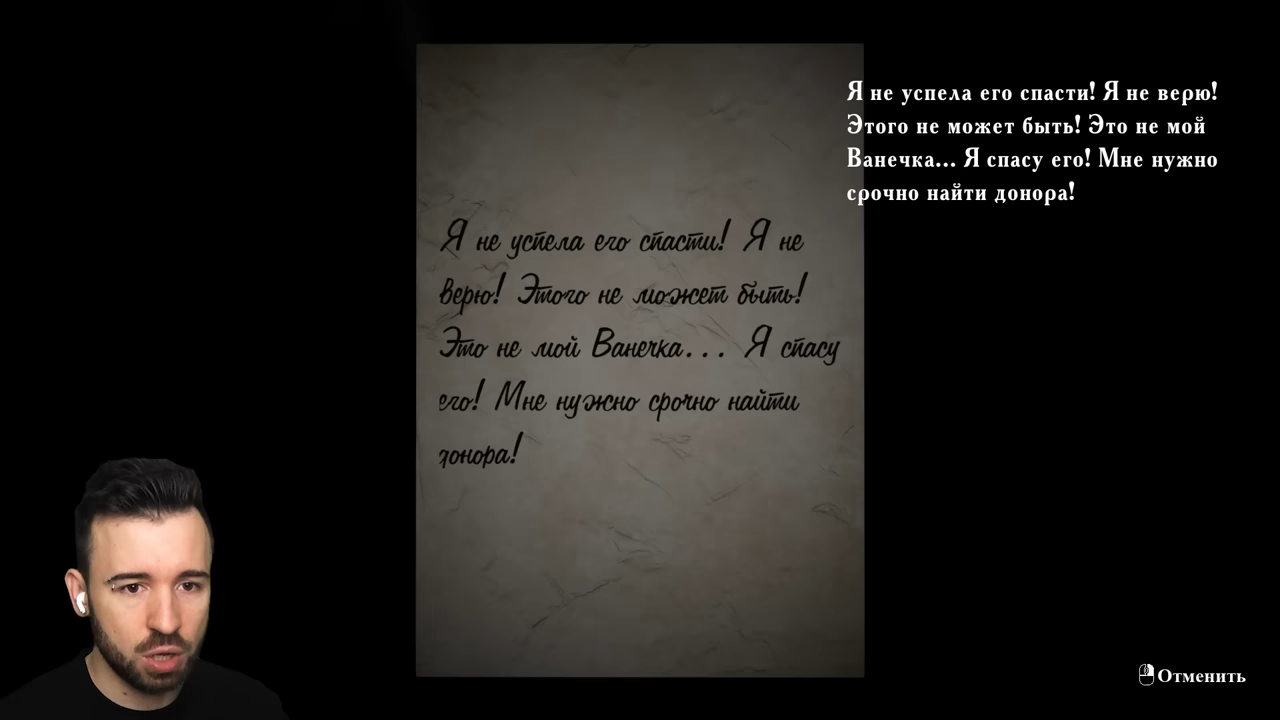 Я не успела его спасти! Я не верю!
Этого не может быть! Это не мой
Ванечка... Я спасу его! Мне нужно
срочно найти донора!
Я не успела его спасти! Я не
верю! Этого не может быть!
Это не мой Ванечка... Я спасу
его! Мне нужно срочно найти
донора!
Отменить